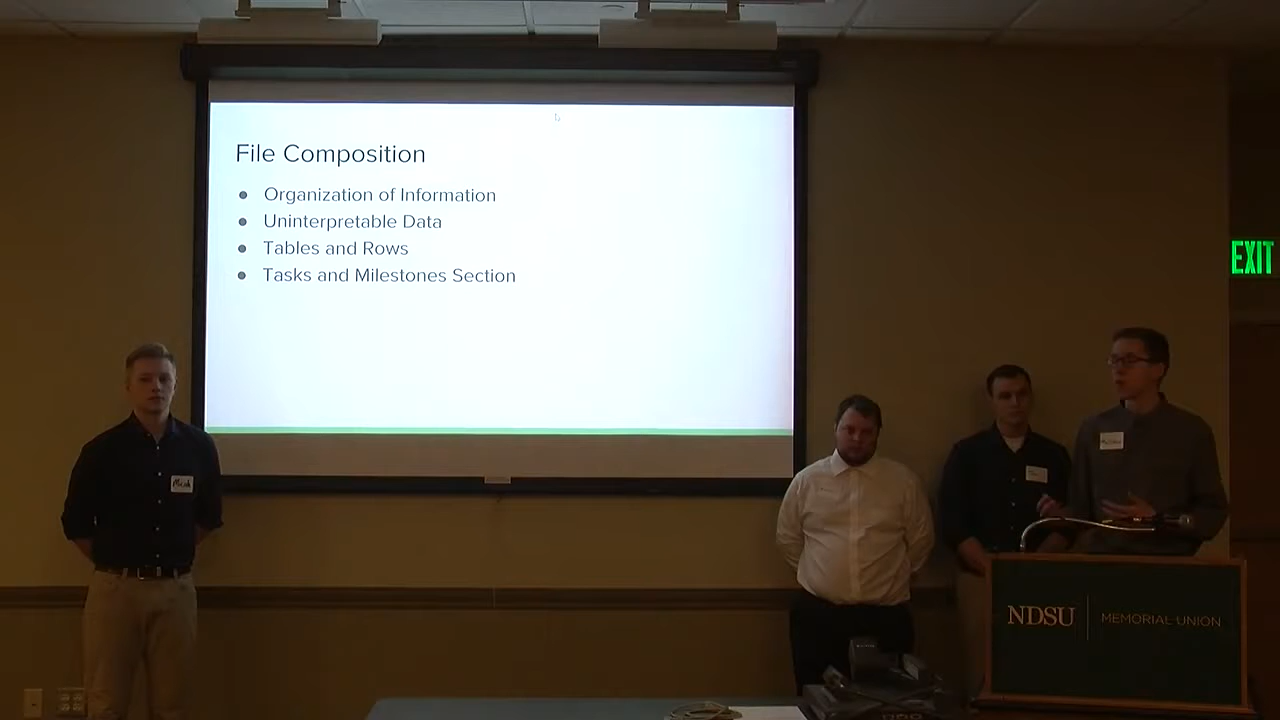 File Composition
● Organization of Information
● Uninterpretable Data
● Tables and Rows
● Tasks and Milestones Section
EXIT
NDSU | MEMORIAL UNION